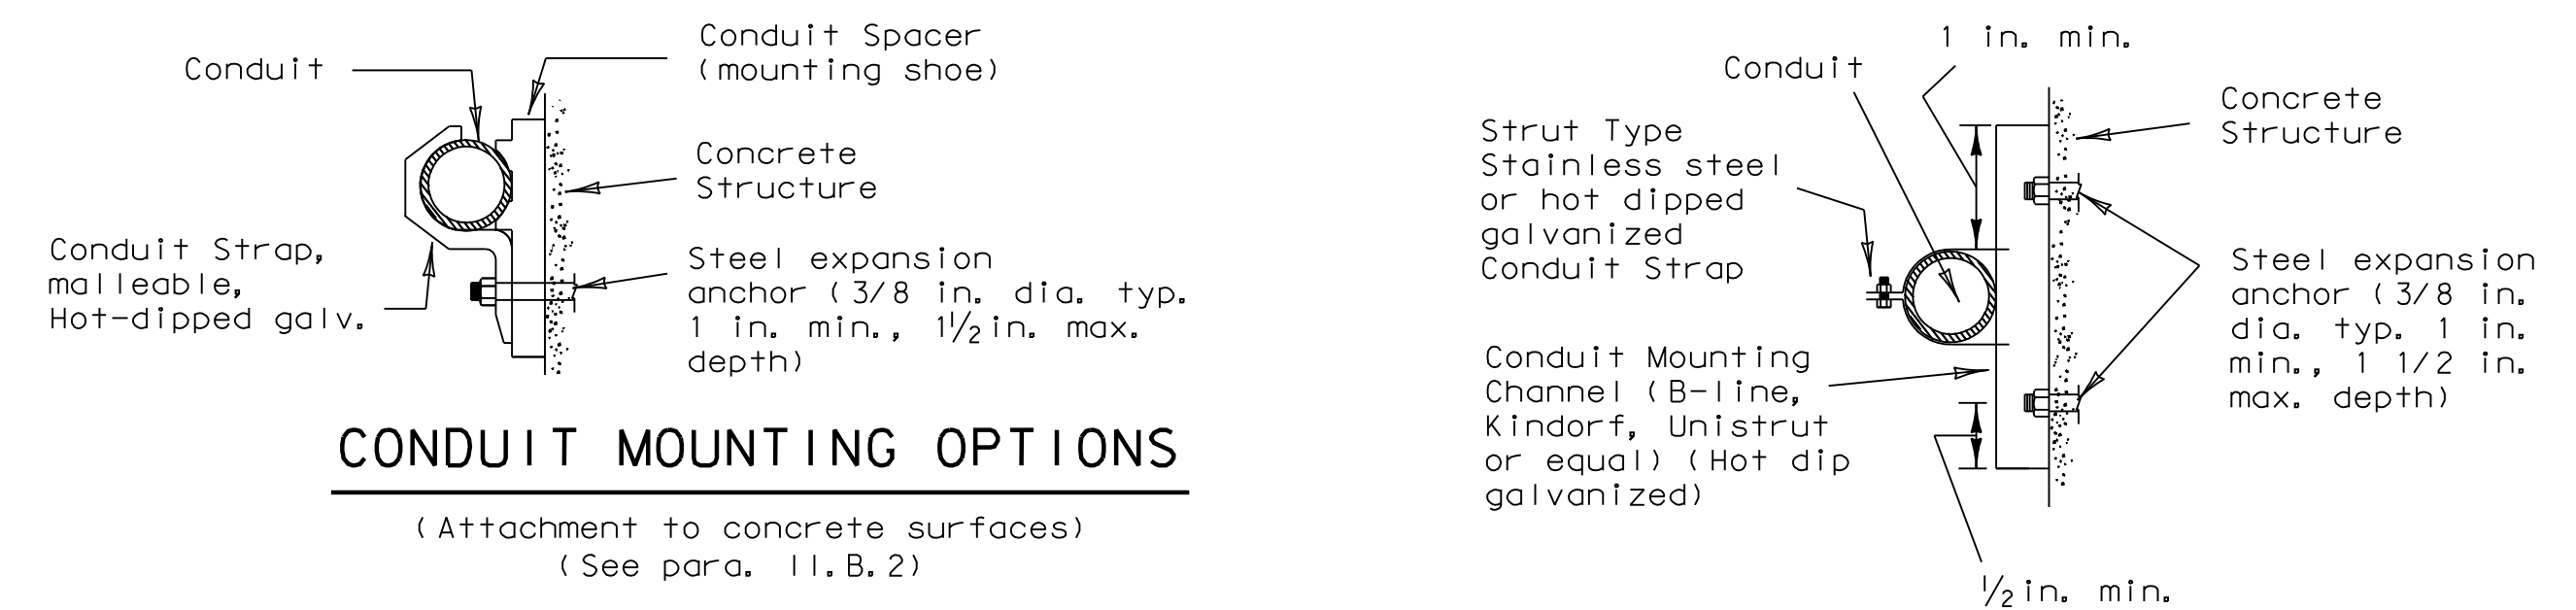 Conduit
Conduit Spacer
(mounting shoe)
Concrete
Structure
Conduit Strap,
malleable,
Hot-dipped galv.
Steel expansion
anchor (3/8 in. dia. typ.
1 in. min., 1½in. max.
depth)
CONDUIT MOUNTING OPTIONS
(Attachment to concrete surfaces)
(See para. II.B.2)
1 in. min.
Conduit
Concrete
Structure
Strut Type
Stainless steel
or hot dipped
galvanized
Conduit Strap
Steel expansion
anchor (3/8 in.
dia. typ. 1 in.
min., 1 1/2 in.
max. depth)
Conduit Mounting
Channel (B-line,
Kindorf, Unistrut
or equal) (Hot dip
galvanized)
½in. min.